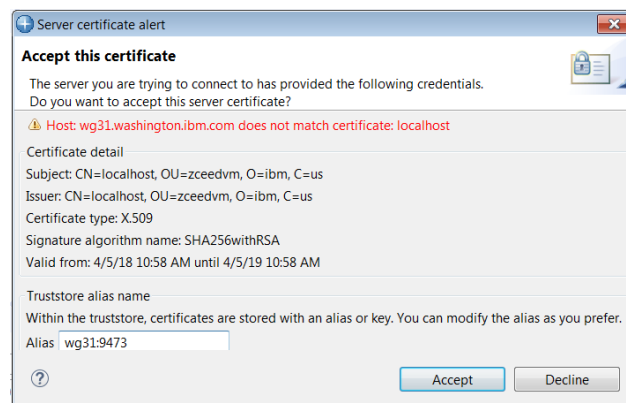 Server certificate alert
Accept this certificate
The server you are trying to connect to has provided the following credentials.
Do you want to accept this server certificate?
Host: wg31.washington.ibm.com does not match certificate: localhost
Certificate detail
Subject: CN=localhost, OU=zceedvm, O=ibm, C=us
Issuer: CN=localhost, OU=zceedvm, O=ibm, C=us
Certificate type: X.509
Signature algorithm name: SHA256withRSA
Valid from: 4/5/18 10:58 AM until 4/5/19 10:58 AM
Truststore alias name
Within the truststore, certificates are stored with an alias or key. You can modify the alias as you prefer.
Alias wg31:9473
? Accept Decline